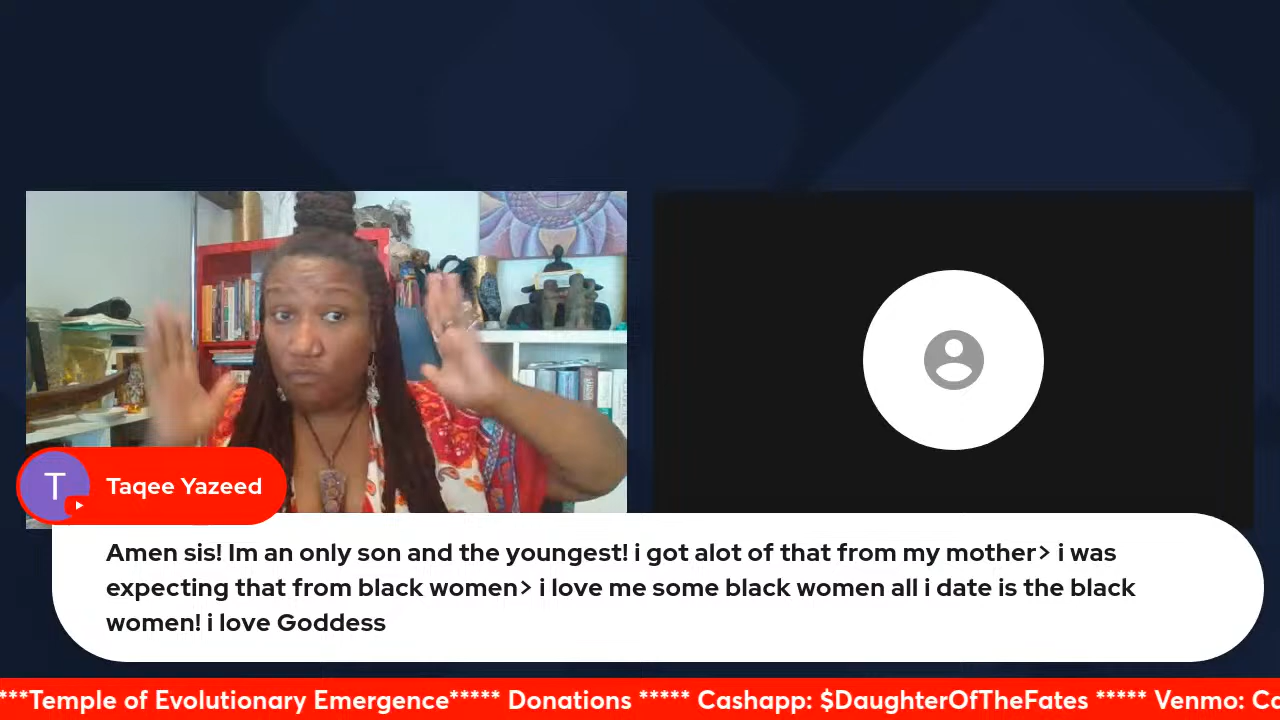 T
Taqee Yazeed
Amen sis! Im an only son and the youngest! i got alot of that from my mother> i was
expecting that from black women> i love me some black women all i date is the black
women! i love Goddess
***Temple of Evolutionary Emergence***** Donations ***** Cashapp: $DaughterOfTheFates ***** Venmo: